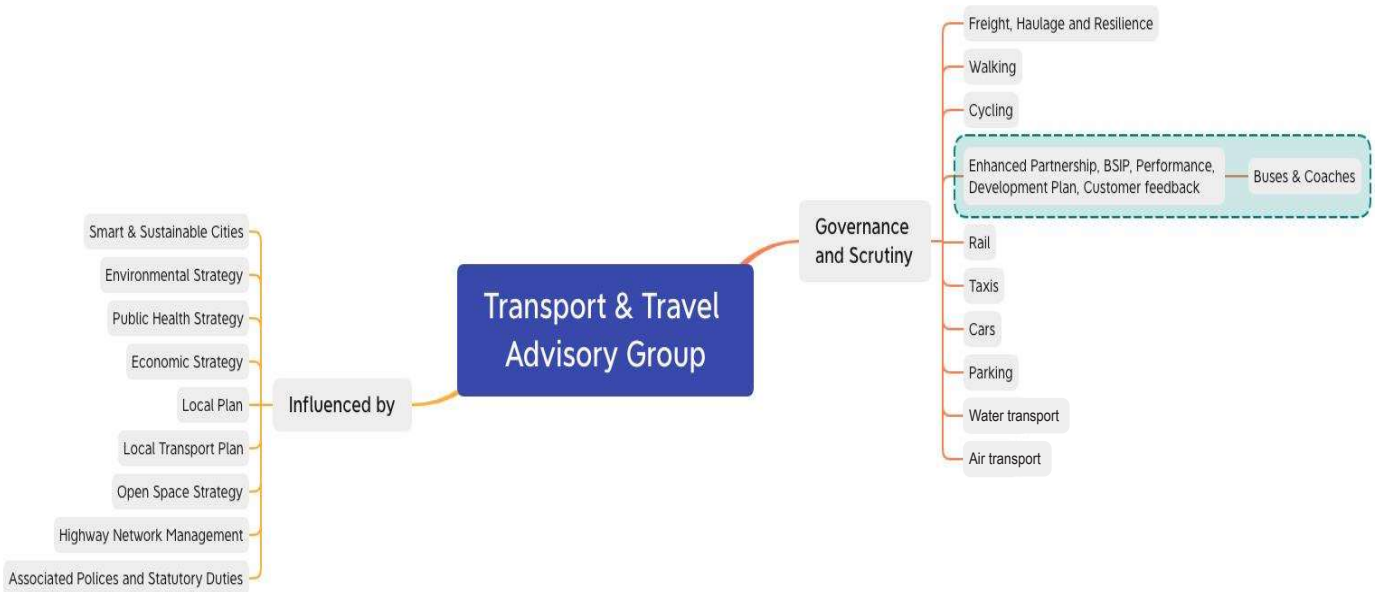 Transport & Travel
Advisory Group
Governance
and Scrutiny
Freight, Haulage and Resilience
Walking
Cycling
Enhanced Partnership, BSIP, Performance,
Development Plan, Customer feedback
Buses & Coaches
Rail
Taxis
Cars
Parking
Water transport
Air transport
Influenced by
Smart & Sustainable Cities
Environmental Strategy
Public Health Strategy
Economic Strategy
Local Plan
Local Transport Plan
Open Space Strategy
Highway Network Management
Associated Polices and Statutory Duties